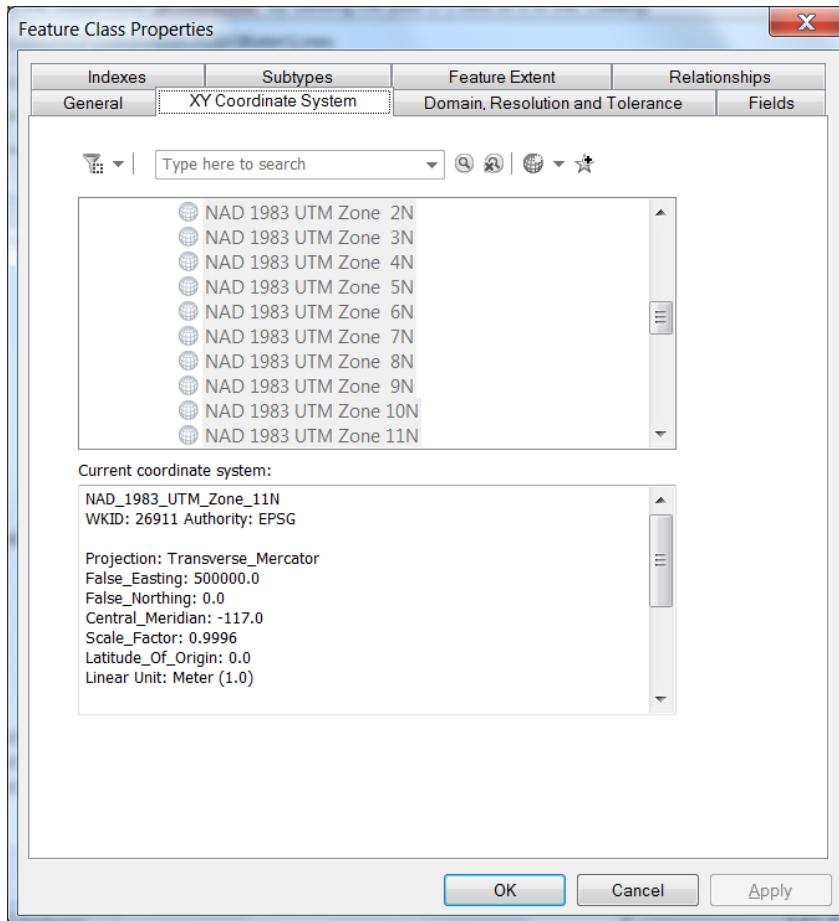 Feature Class Properties
Indexes Subtypes Feature Extent Relationships
General XY Coordinate System Domain, Resolution and Tolerance Fields
Type here to search
NAD 1983 UTM Zone 2N
NAD 1983 UTM Zone 3N
NAD 1983 UTM Zone 4N
NAD 1983 UTM Zone 5N
NAD 1983 UTM Zone 6N
NAD 1983 UTM Zone 7N
NAD 1983 UTM Zone 8N
NAD 1983 UTM Zone 9N
NAD 1983 UTM Zone 10N
NAD 1983 UTM Zone 11N
Current coordinate system:
NAD_1983_UTM_Zone_11N
WKID: 26911 Authority: EPSG
Projection: Transverse_Mercator
False_Easting: 500000.0
False_Northing: 0.0
Central_Meridian: -117.0
Scale_Factor: 0.9996
Latitude_Of_Origin: 0.0
Linear Unit: Meter (1.0)
OK Cancel Apply